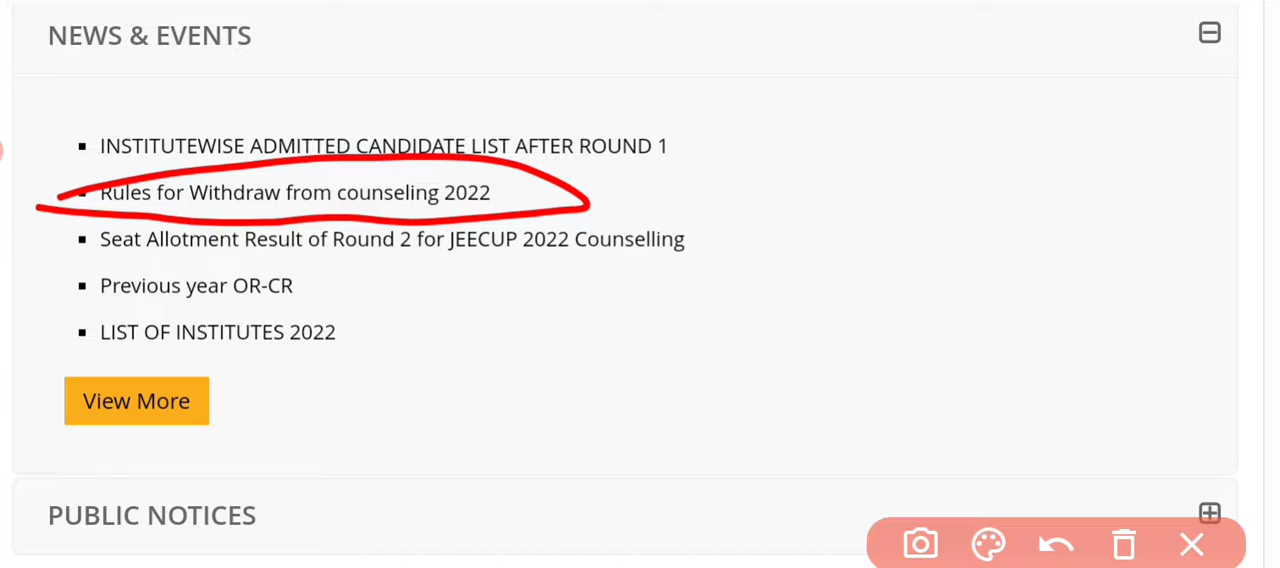 NEWS & EVENTS
INSTITUTEWISE ADMITTED CANDIDATE LIST AFTER ROUND 1
Rules for Withdraw from counseling 2022
Seat Allotment Result of Round 2 for JEECUP 2022 Counselling
Previous year OR-CR
LIST OF INSTITUTES 2022
View More
PUBLIC NOTICES